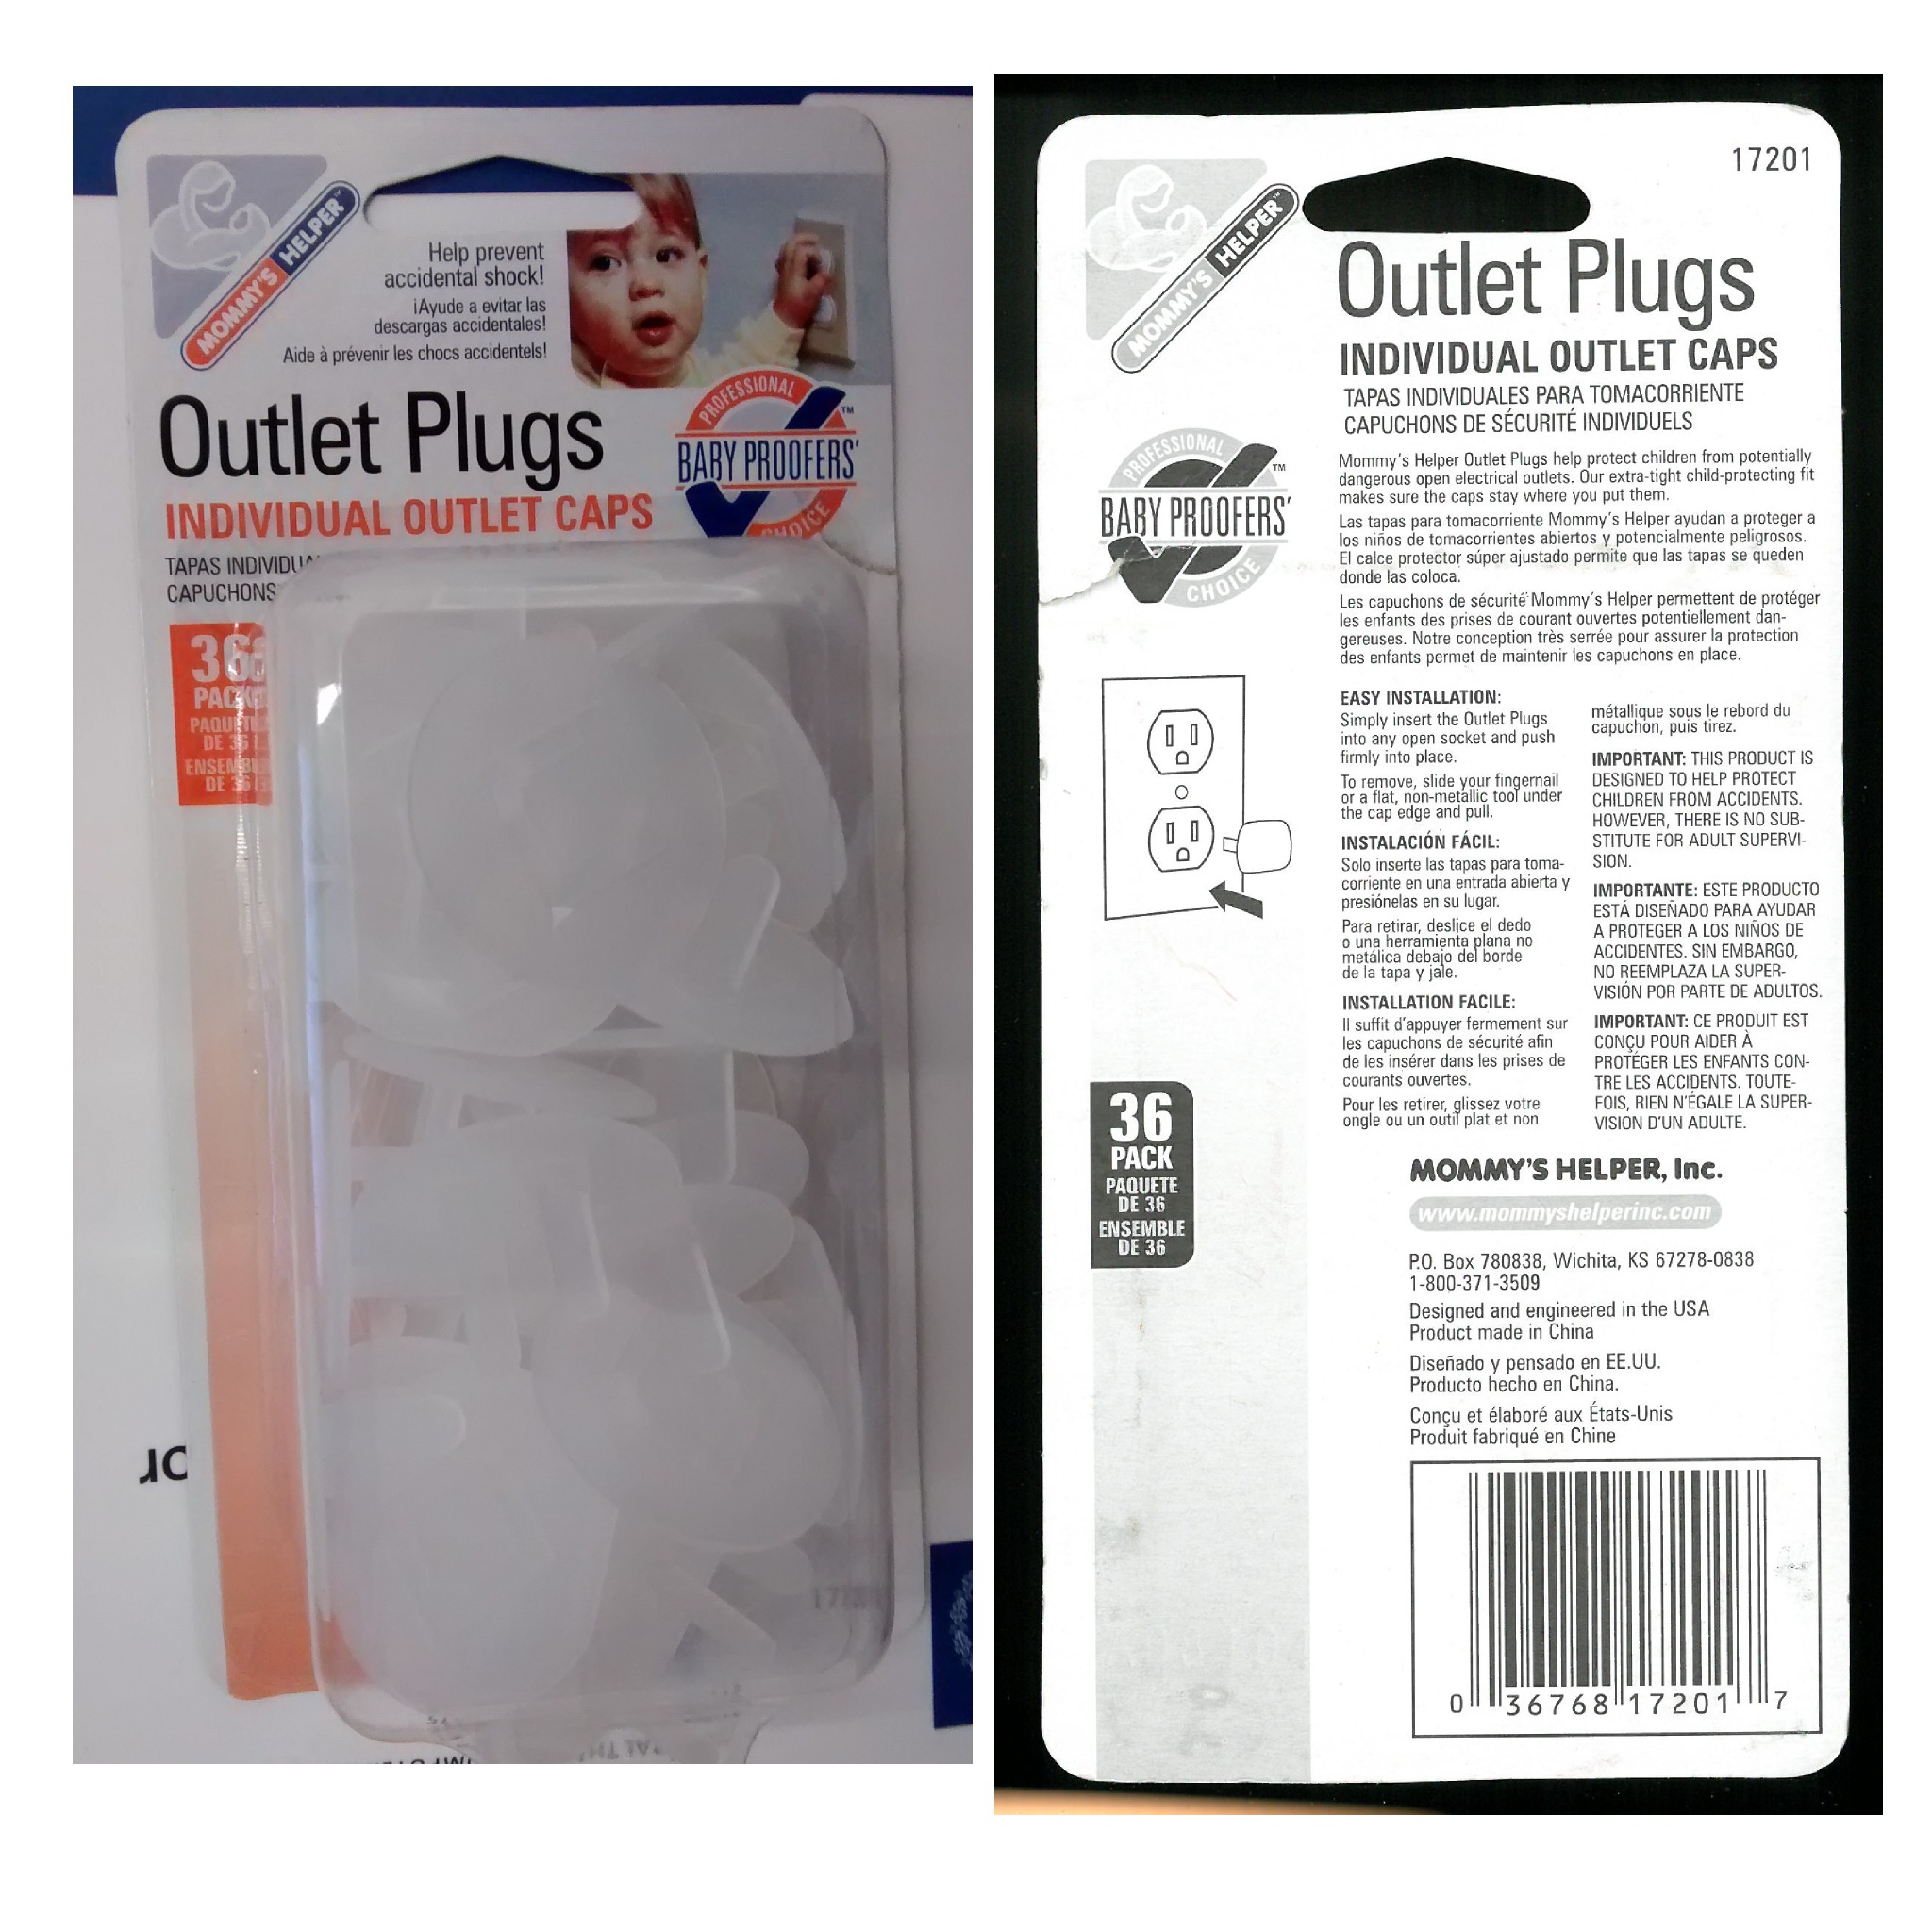 MOMMY'S HELPER™
Help prevent
accidental shock!
¡Ayude a evitar las
descargas accidentales!
Aide à prévenir les chocs accidentels!
PROFESSIONAL
BABY PROOFERS'™
CHOICE
Outlet Plugs
INDIVIDUAL OUTLET CAPS
TAPAS
CAPUCHONS
36
PACK
DE 36
DE 36
17201
MOMMY'S HELPER™
Outlet Plugs
INDIVIDUAL OUTLET CAPS
TAPAS INDIVIDUALES PARA TOMACORRIENTE
CAPUCHONS DE SÉCURITÉ INDIVIDUELS
PROFESSIONAL
BABY PROOFERS'™
CHOICE
Mommy's Helper Outlet Plugs help protect children from potentially
dangerous open electrical outlets. Our extra-tight child-protecting fit
makes sure the caps stay where you put them.
Las tapas para tomacorriente Mommy's Helper ayudan a proteger a
los niños de tomacorrientes abiertos y potencialmente peligrosos.
El calce protector súper ajustado permite que las tapas se queden
donde las coloca.
Les capuchons de sécurité Mommy's Helper permettent de protéger
les enfants des prises de courant ouvertes potentiellement dan-
gereuses. Notre conception très serrée pour assurer la protection
des enfants permet de maintenir les capuchons en place.
EASY INSTALLATION:
Simply insert the Outlet Plugs
into any open socket and push
firmly into place.
To remove, slide your fingernail
or a flat, non-metallic tool under
the cap edge and pull.
INSTALACIÓN FÁCIL:
Solo inserte las tapas para toma-
corriente en una entrada abierta y
presiónelas en su lugar.
Para retirar, deslice el dedo
o una herramienta plana no
metálica debajo del borde
de la tapa y jale.
INSTALLATION FACILE:
Il suffit d'appuyer fermement sur
les capuchons de sécurité afin
de les insérer dans les prises de
courants ouvertes.
Pour les retirer, glissez votre
ongle ou un outil plat et non
métallique sous le rebord du
capuchon, puis tirez.
IMPORTANT: THIS PRODUCT IS
DESIGNED TO HELP PROTECT
CHILDREN FROM ACCIDENTS.
HOWEVER, THERE IS NO SUB-
STITUTE FOR ADULT SUPERVI-
SION.
IMPORTANTE: ESTE PRODUCTO
ESTÁ DISEÑADO PARA AYUDAR
A PROTEGER A LOS NIÑOS DE
ACCIDENTES. SIN EMBARGO,
NO REEMPLAZA LA SUPER-
VISIÓN POR PARTE DE ADULTOS.
IMPORTANT: CE PRODUIT EST
CONÇU POUR AIDER À
PROTÉGER LES ENFANTS CON-
TRE LES ACCIDENTS. TOUTE-
FOIS, RIEN N'ÉGALE LA SUPER-
VISION D'UN ADULTE.
36
PACK
PAQUETE
DE 36
ENSEMBLE
DE 36
MOMMY'S HELPER, Inc.
www.mommyshelperinc.com
P.O. Box 780838, Wichita, KS 67278-0838
1-800-371-3509
Designed and engineered in the USA
Product made in China
Diseñado y pensado en EE.UU.
Producto hecho en China.
Conçu et élaboré aux États-Unis
Produit fabriqué en Chine
0 36768 17201 7